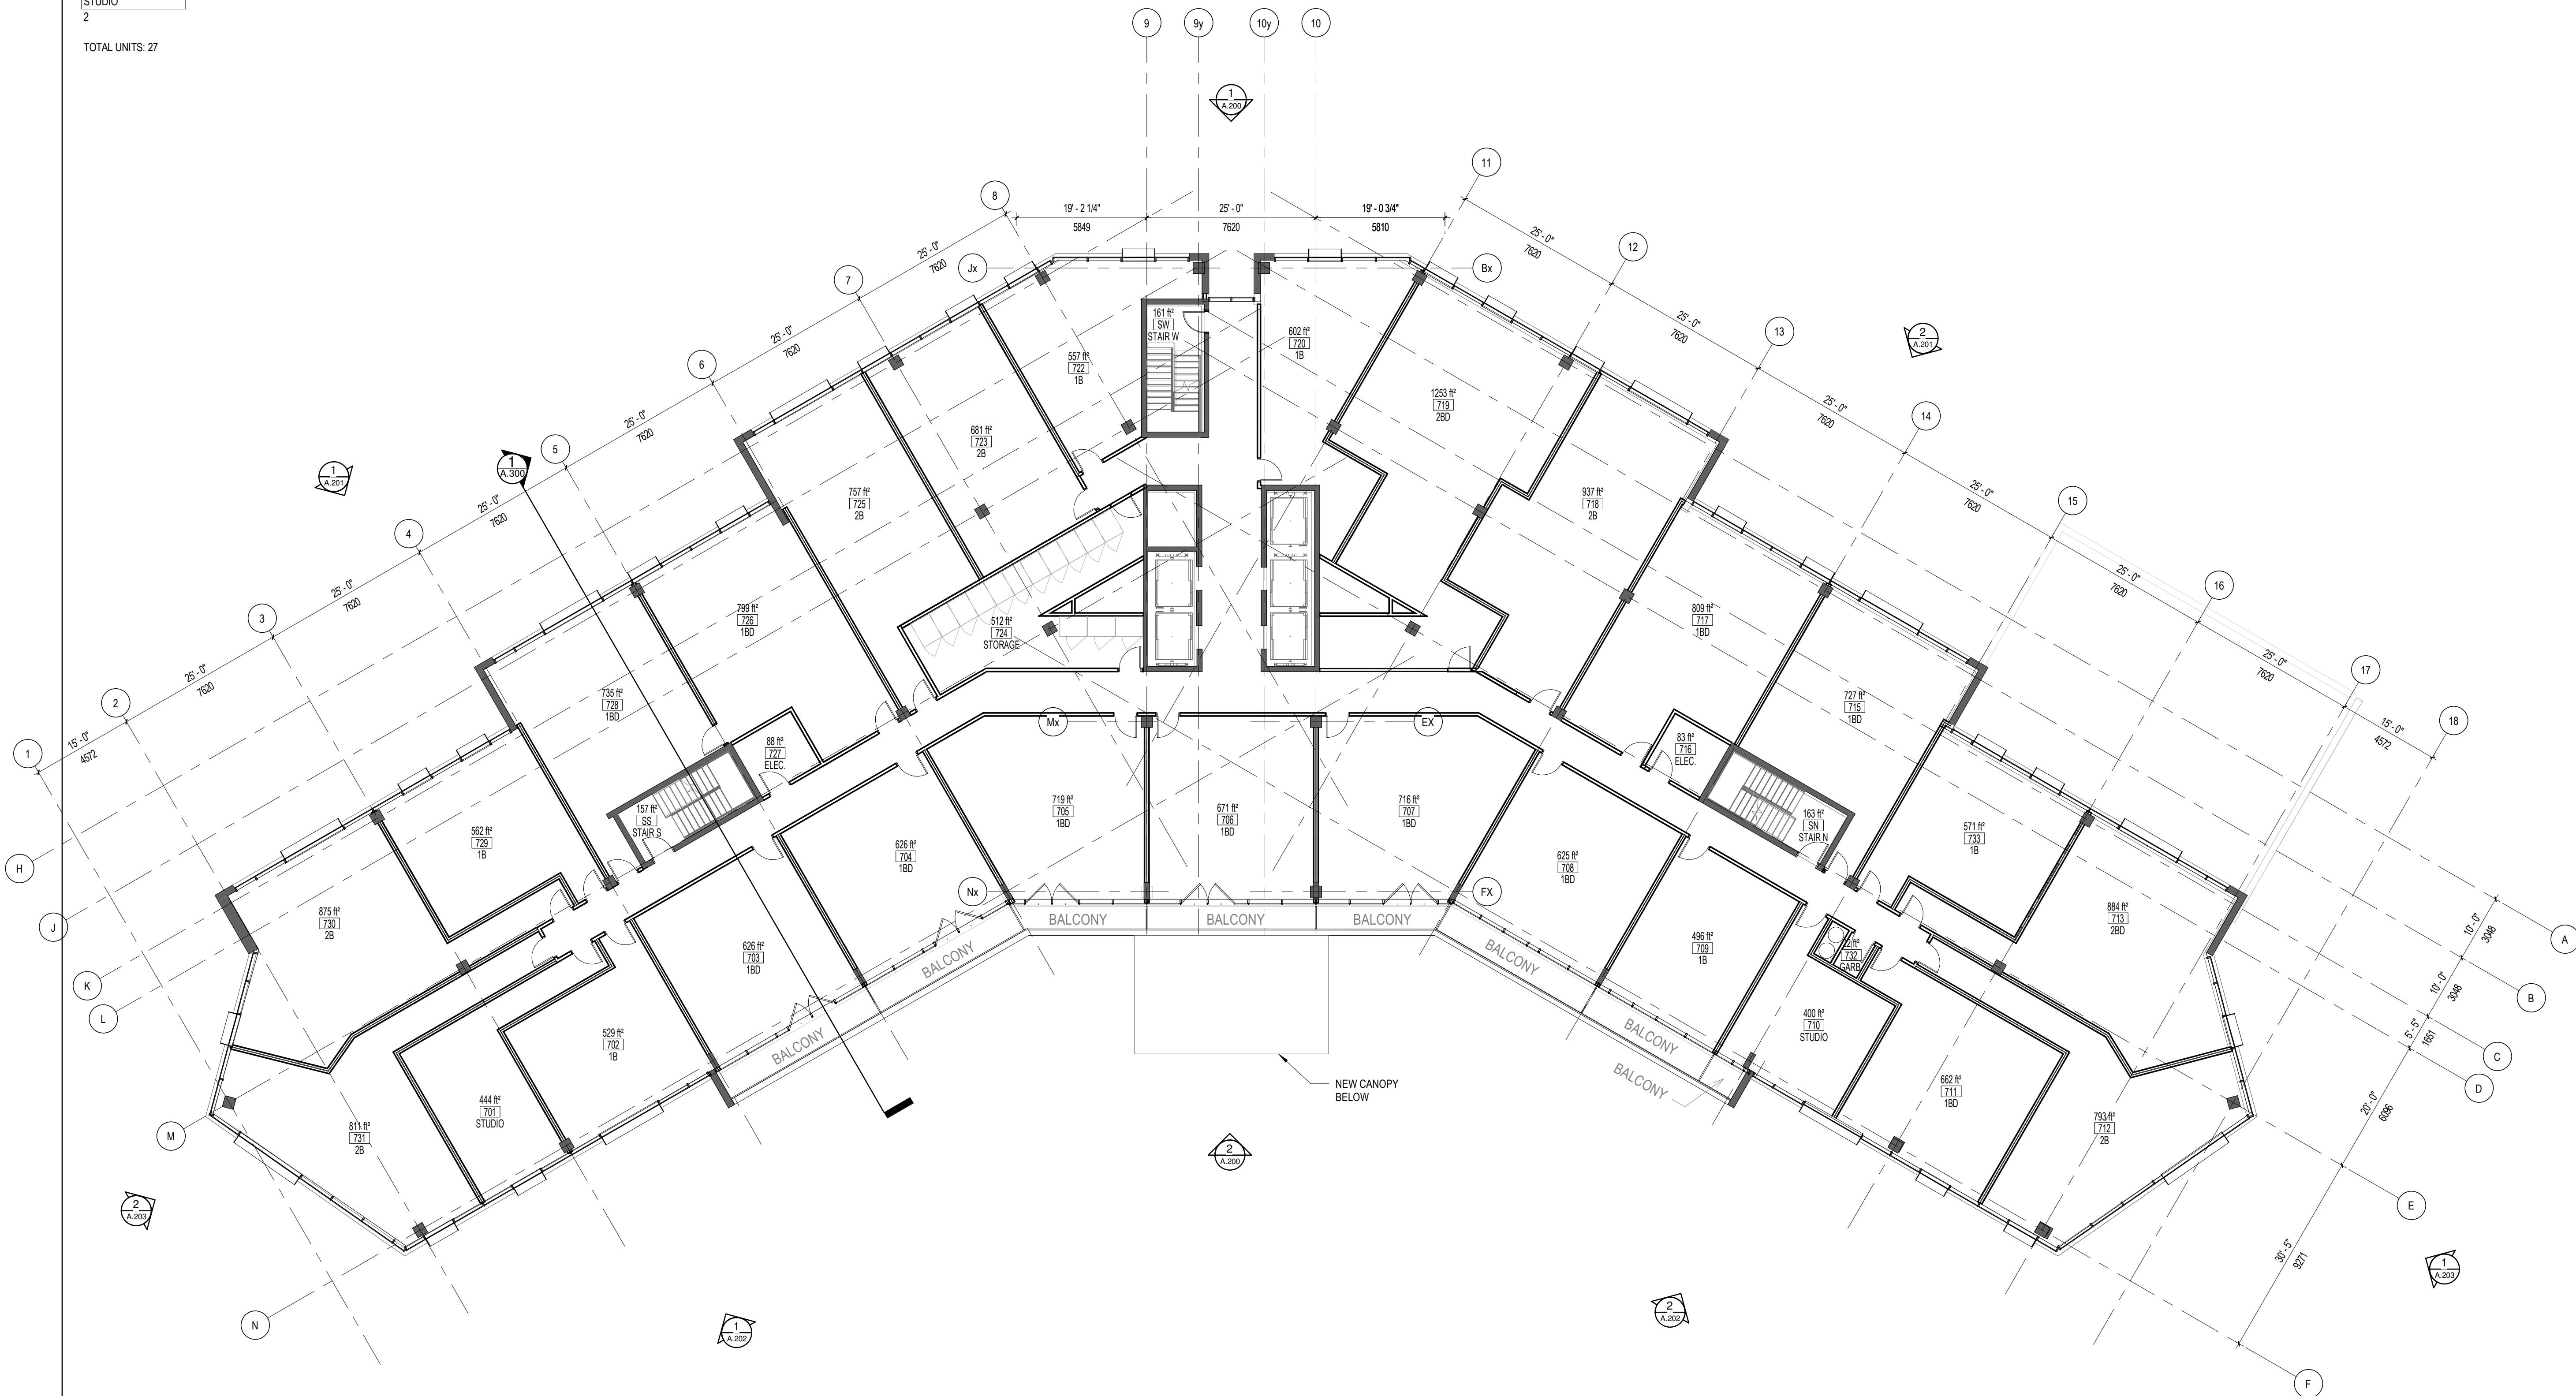 STUDIO
2
TOTAL UNITS: 27
9
9y
10y
10
1
A.200
11
8
19' - 2 1/4"
5849
25' - 0"
7620
19' - 0 3/4"
5810
25' - 0"
7620
12
25' - 0"
7620
Jx
Bx
7
25' - 0"
7620
25' - 0"
7620
13
161 ft²
SW
STAIR W
602 ft²
720
1B
2
A.201
6
557 ft²
722
1B
25' - 0"
7620
25' - 0"
7620
14
1253 ft²
719
2BD
681 ft²
723
2B
5
1
A.300
1
A.201
25' - 0"
7620
25' - 0"
7620
15
757 ft²
725
2B
937 ft²
718
2B
4
25' - 0"
7620
25' - 0"
7620
16
3
799 ft²
726
1BD
512 ft²
724
STORAGE
809 ft²
717
1BD
25' - 0"
7620
25' - 0"
7620
17
2
735 ft²
728
1BD
727 ft²
715
1BD
15' - 0"
4572
15' - 0"
4572
18
1
Mx
EX
88 ft²
727
ELEC.
83 ft²
716
ELEC.
157 ft²
SS
STAIR S
719 ft²
705
1BD
671 ft²
706
1BD
716 ft²
707
1BD
163 ft²
SN
STAIR N
562 ft²
729
1B
626 ft²
704
1BD
625 ft²
708
1BD
571 ft²
733
1B
H
Nx
FX
BALCONY
BALCONY
BALCONY
875 ft²
730
2B
884 ft²
713
2BD
J
A
10' - 0"
3048
626 ft²
703
1BD
BALCONY
BALCONY
496 ft²
709
1B
732
GARB.
K
B
10' - 0"
3048
L
529 ft²
702
1B
BALCONY
BALCONY
400 ft²
710
STUDIO
5' - 5"
1651
C
D
NEW CANOPY
BELOW
BALCONY
662 ft²
711
1BD
444 ft²
701
STUDIO
811 ft²
731
2B
793 ft²
712
2B
20' - 0"
6096
M
2
A.200
2
A.203
E
30' - 5"
9271
1
A.203
N
1
A.202
2
A.202
F